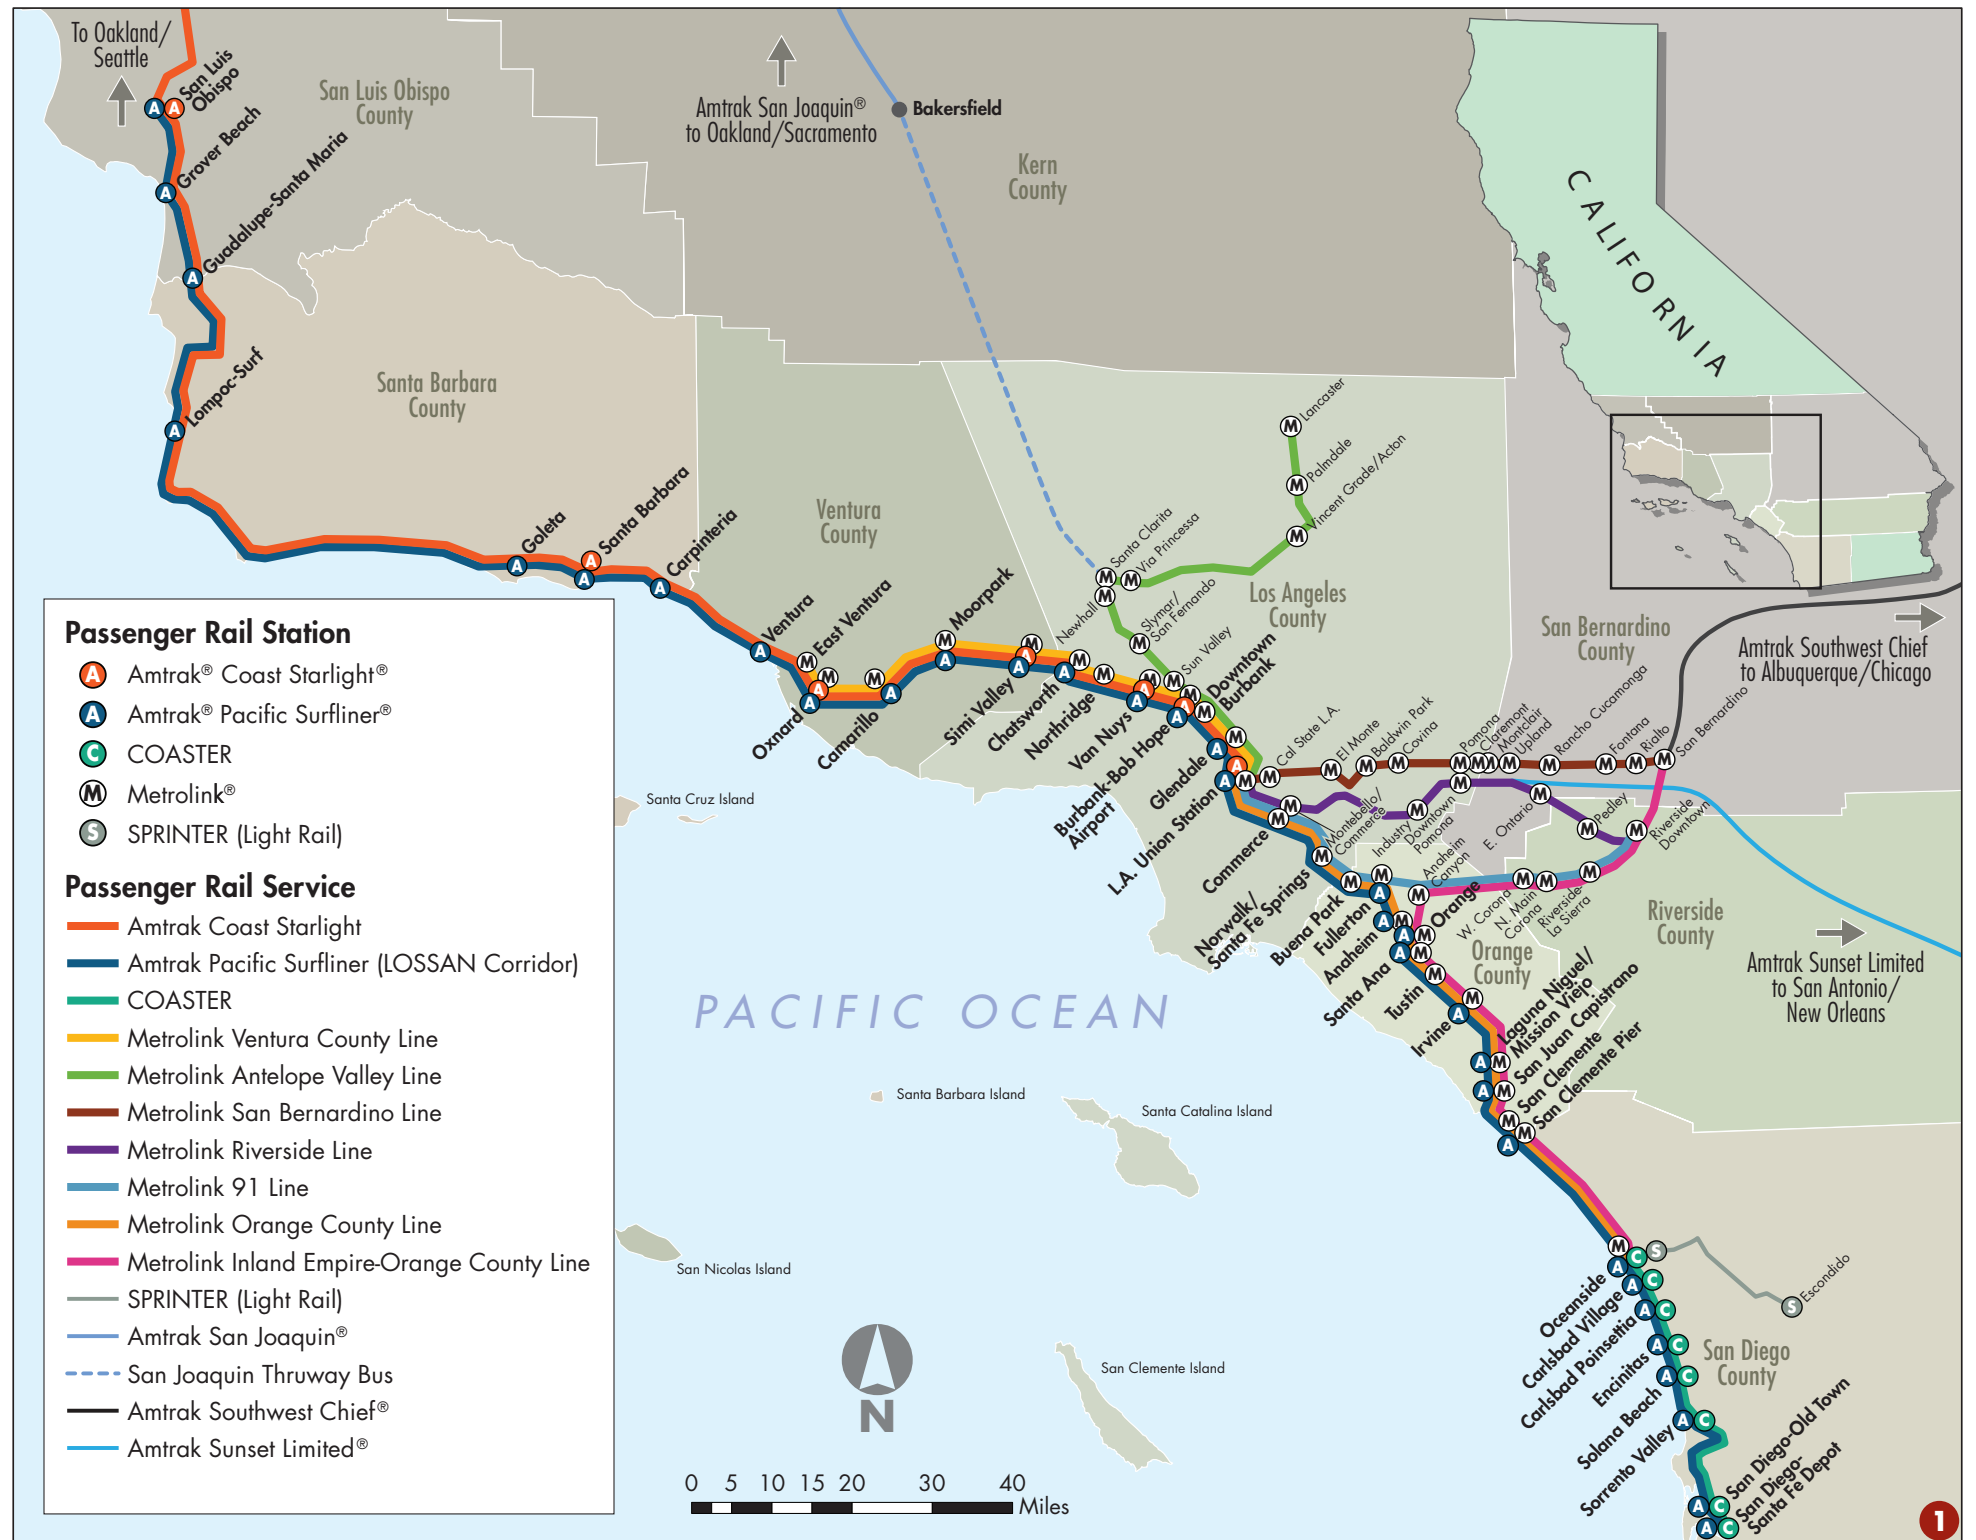 To Oakland/
Seattle
San Luis
Obispo
Grover Beach
Guadalupe-Santa Maria
Lompoc-Surf
San Luis Obispo
County
Amtrak San Joaquin®
to Oakland/Sacramento
Bakersfield
Kern
County
CALIFORNIA
Santa Barbara
County
Goleta
Santa Barbara
Carpinteria
Ventura
County
Ventura
East Ventura
Oxnard
Camarillo
Moorpark
Simi Valley
Chatsworth
Northridge
Van Nuys
Burbank-Bob Hope
Airport
Glendale
L.A. Union Station
Downtown
Burbank
Lancaster
Palmdale
Vincent Grade/Acton
Santa Clarita
Via Princessa
Newhall
Slymar/
San Fernando
Sun Valley
Los Angeles
County
San Bernardino
County
Amtrak Southwest Chief
to Albuquerque/Chicago
Cal State L.A.
El Monte
Baldwin Park
Covina
Pomona
Claremont
Montclair
Upland
Rancho Cucamonga
Fontana
Rialto
San Bernardino
Commerce
Montebello/
Commerce
Industry
Downtown
Pomona
E. Ontario
Pedley
Riverside
Downtown
Norwalk/
Santa Fe Springs
Buena Park
Fullerton
Anaheim
Santa Ana
Tustin
Irvine
Anaheim
Canyon
Orange
W. Corona
N. Main
Corona
Riverside-
La Sierra
Orange
County
Riverside
County
Amtrak Sunset Limited
to San Antonio/
New Orleans
Laguna Niguel/
Mission Viejo
San Juan Capistrano
San Clemente
San Clemente Pier
Oceanside
Carlsbad Village
Carlsbad Poinsettia
Encinitas
Solana Beach
Sorrento Valley
San Diego-Old Town
San Diego-
Santa Fe Depot
Escondido
San Diego
County
PACIFIC OCEAN
Santa Cruz Island
Santa Barbara Island
Santa Catalina Island
San Nicolas Island
San Clemente Island
Passenger Rail Station
A Amtrak® Coast Starlight®
A Amtrak® Pacific Surfliner®
C COASTER
M Metrolink®
S SPRINTER (Light Rail)
Passenger Rail Service
Amtrak Coast Starlight
Amtrak Pacific Surfliner (LOSSAN Corridor)
COASTER
Metrolink Ventura County Line
Metrolink Antelope Valley Line
Metrolink San Bernardino Line
Metrolink Riverside Line
Metrolink 91 Line
Metrolink Orange County Line
Metrolink Inland Empire-Orange County Line
SPRINTER (Light Rail)
Amtrak San Joaquin®
San Joaquin Thruway Bus
Amtrak Southwest Chief®
Amtrak Sunset Limited®
N
0 5 10 15 20 30 40
Miles
1